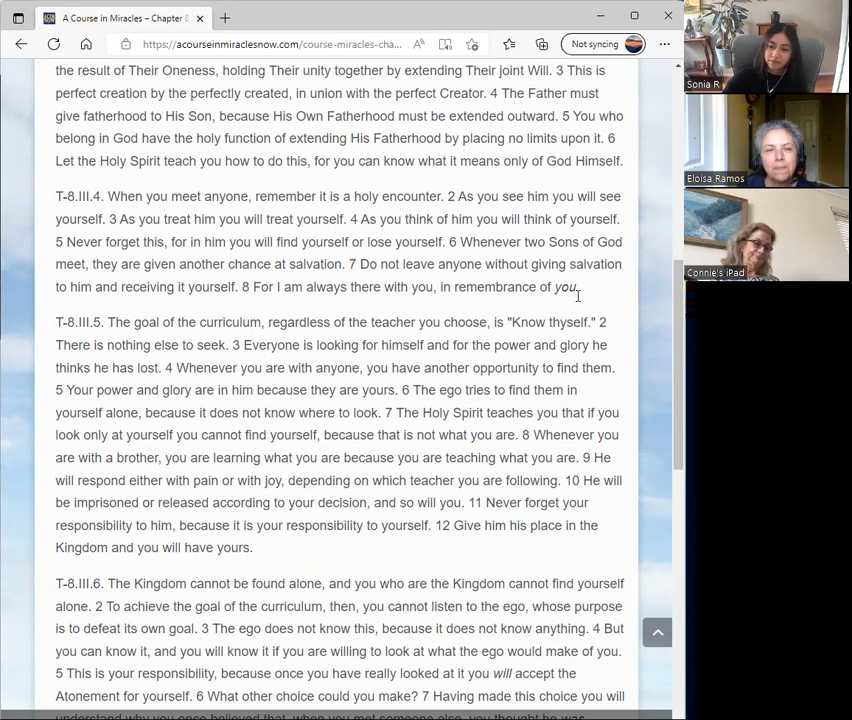 A Course in Miracles – Chapter 8
https://acourseinmiraclesnow.com/course-miracles-cha...
Not syncing
the result of Their Oneness, holding Their unity together by extending Their joint Will. 3 This is
perfect creation by the perfectly created, in union with the perfect Creator. 4 The Father must
give fatherhood to His Son, because His Own Fatherhood must be extended outward. 5 You who
belong in God have the holy function of extending His Fatherhood by placing no limits upon it. 6
Let the Holy Spirit teach you how to do this, for you can know what it means only of God Himself.
T-8.III.4. When you meet anyone, remember it is a holy encounter. 2 As you see him you will see
yourself. 3 As you treat him you will treat yourself. 4 As you think of him you will think of yourself.
5 Never forget this, for in him you will find yourself or lose yourself. 6 Whenever two Sons of God
meet, they are given another chance at salvation. 7 Do not leave anyone without giving salvation
to him and receiving it yourself. 8 For I am always there with you, in remembrance of you.
T-8.III.5. The goal of the curriculum, regardless of the teacher you choose, is "Know thyself." 2
There is nothing else to seek. 3 Everyone is looking for himself and for the power and glory he
thinks he has lost. 4 Whenever you are with anyone, you have another opportunity to find them.
5 Your power and glory are in him because they are yours. 6 The ego tries to find them in
yourself alone, because it does not know where to look. 7 The Holy Spirit teaches you that if you
look only at yourself you cannot find yourself, because that is not what you are. 8 Whenever you
are with a brother, you are learning what you are because you are teaching what you are. 9 He
will respond either with pain or with joy, depending on which teacher you are following. 10 He will
be imprisoned or released according to your decision, and so will you. 11 Never forget your
responsibility to him, because it is your responsibility to yourself. 12 Give him his place in the
Kingdom and you will have yours.
T-8.III.6. The Kingdom cannot be found alone, and you who are the Kingdom cannot find yourself
alone. 2 To achieve the goal of the curriculum, then, you cannot listen to the ego, whose purpose
is to defeat its own goal. 3 The ego does not know this, because it does not know anything. 4 But
you can know it, and you will know it if you are willing to look at what the ego would make of you.
5 This is your responsibility, because once you have really looked at it you will accept the
Atonement for yourself. 6 What other choice could you make? 7 Having made this choice you will
understand why you once believed that, when you met someone else, you thought he was
Sonia R
Eloisa Ramos
Connie's iPad